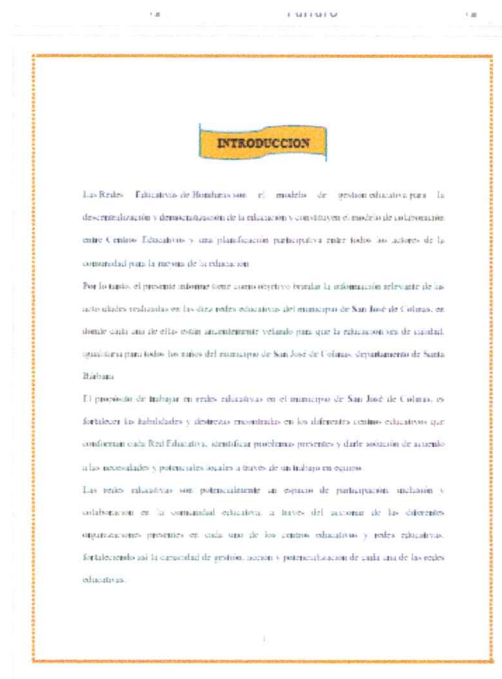 INTRODUCCION
Las Redes Educativas de Honduras son el modelo de gestión educativa para la
descentralización y democratización de la educación y constituyen el modelo de colaboración
entre Centros Educativos y una planificación participativa entre todos los actores de la
comunidad para la mejora de la educación
Por lo tanto, el presente informe tiene como objetivo brindar la información relevante de las
actividades realizadas en las diez redes educativas del municipio de San José de Colinas, en
donde cada una de ellas están velando para que la educación sea de calidad,
igualitaria para todos los niños del municipio de San José de Colinas, departamento de Santa
Bárbara
El propósito de trabajar en redes educativas en el municipio de San José de Colinas, es
fortalecer las habilidades y destrezas encontradas en los diferentes centros educativos que
conforman cada Red Educativa, identificar problemas presentes y darle solución de acuerdo
a las necesidades y potenciales locales a través de un trabajo en equipo.
Las redes educativas son potencialmente un espacio de participación, inclusión y
colaboración en la comunidad educativa a través del accionar de las diferentes
organizaciones presentes en cada uno de los centros educativos y redes educativas,
fortaleciendo así la capacidad de gestión, acción y potencialización de cada una de las redes
educativas.